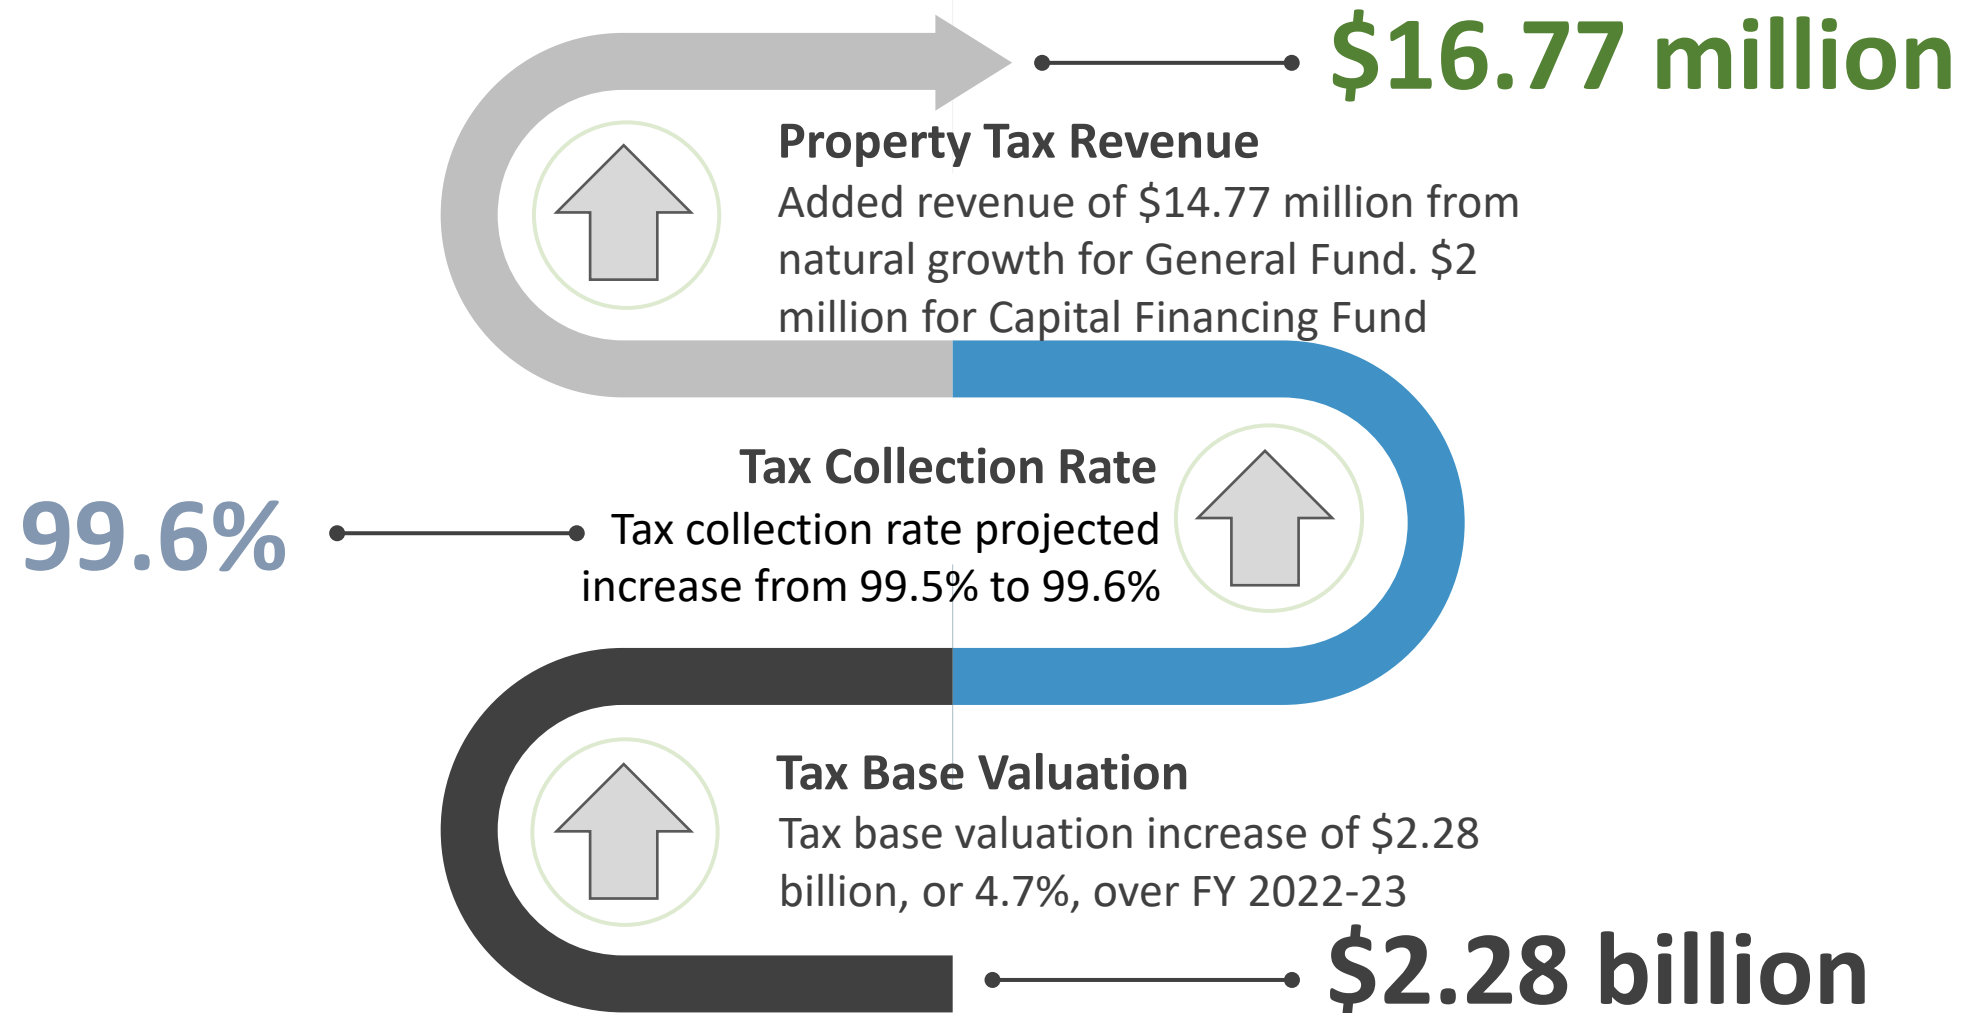 $16.77 million
Property Tax Revenue
Added revenue of $14.77 million from
natural growth for General Fund. $2
million for Capital Financing Fund
Tax Collection Rate
99.6%
Tax collection rate projected
increase from 99.5% to 99.6%
Tax Base Valuation
Tax base valuation increase of $2.28
billion, or 4.7%, over FY 2022-23
$2.28 billion